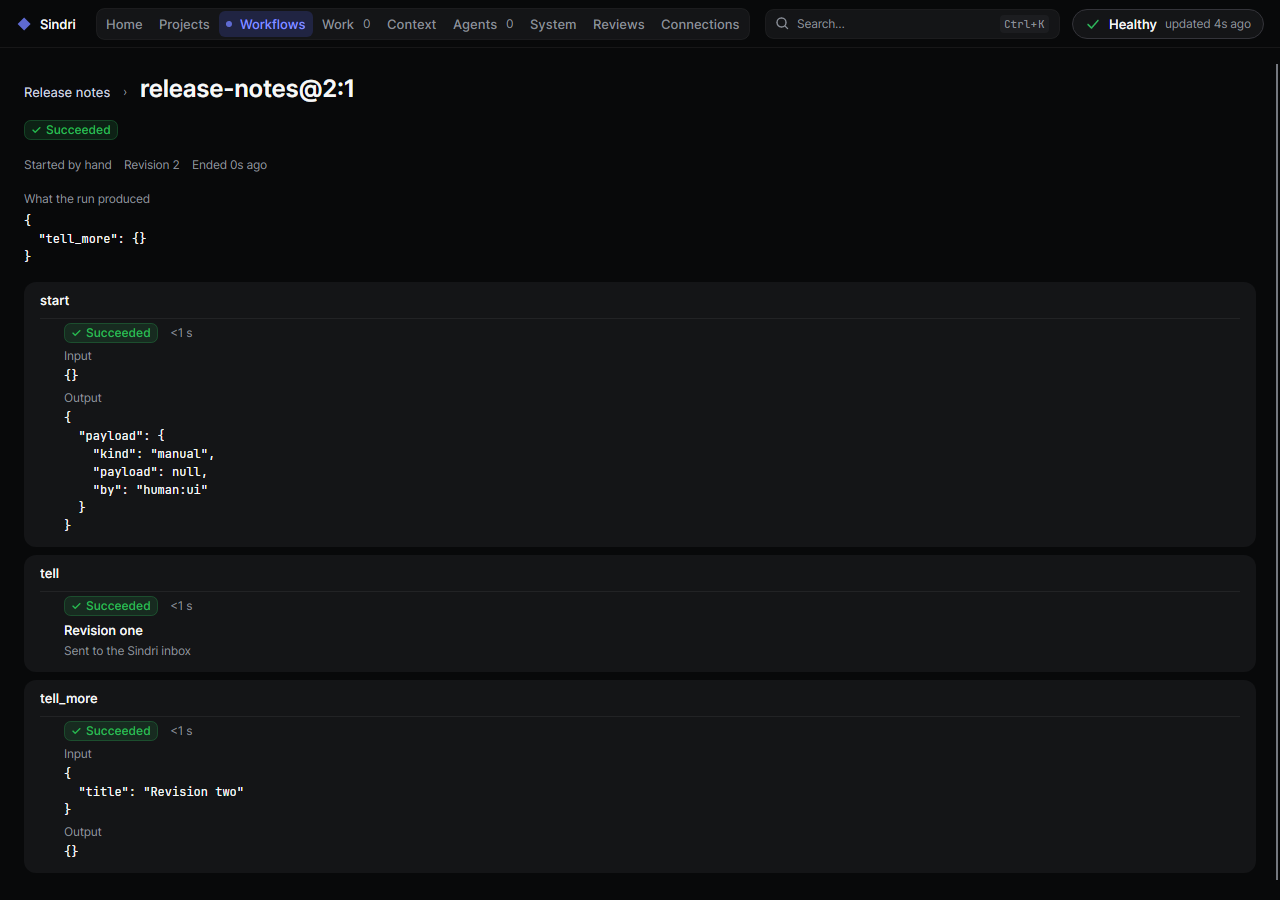 Sindri
Home Projects Workflows Work 0 Context Agents 0 System Reviews Connections
Search... Ctrl+K
Healthy updated 4s ago
Release notes › release-notes@2:1
Succeeded
Started by hand Revision 2 Ended 0s ago
What the run produced
{
  "tell_more": {}
}
start
Succeeded <1 s
Input
{}
Output
{
  "payload": {
    "kind": "manual",
    "payload": null,
    "by": "human:ui"
  }
}
tell
Succeeded <1 s
Revision one
Sent to the Sindri inbox
tell_more
Succeeded <1 s
Input
{
  "title": "Revision two"
}
Output
{}